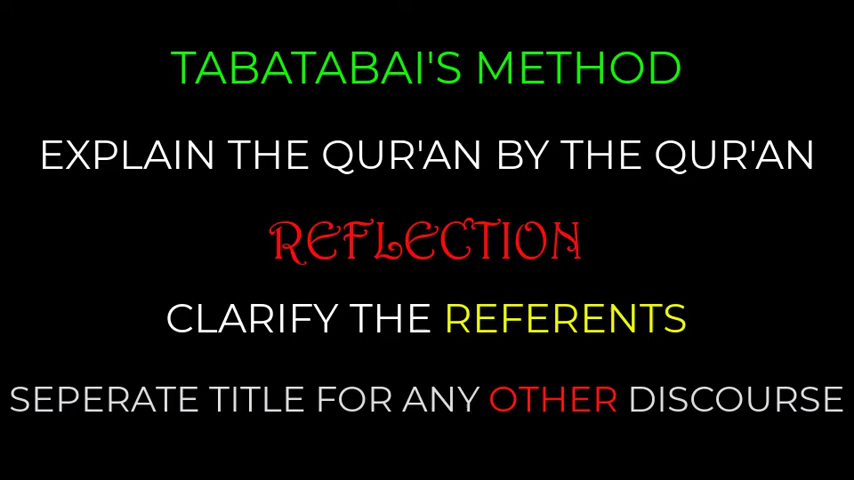 TABATABAI'S METHOD
EXPLAIN THE QUR'AN BY THE QUR'AN
REFLECTION
CLARIFY THE REFERENTS
SEPERATE TITLE FOR ANY OTHER DISCOURSE